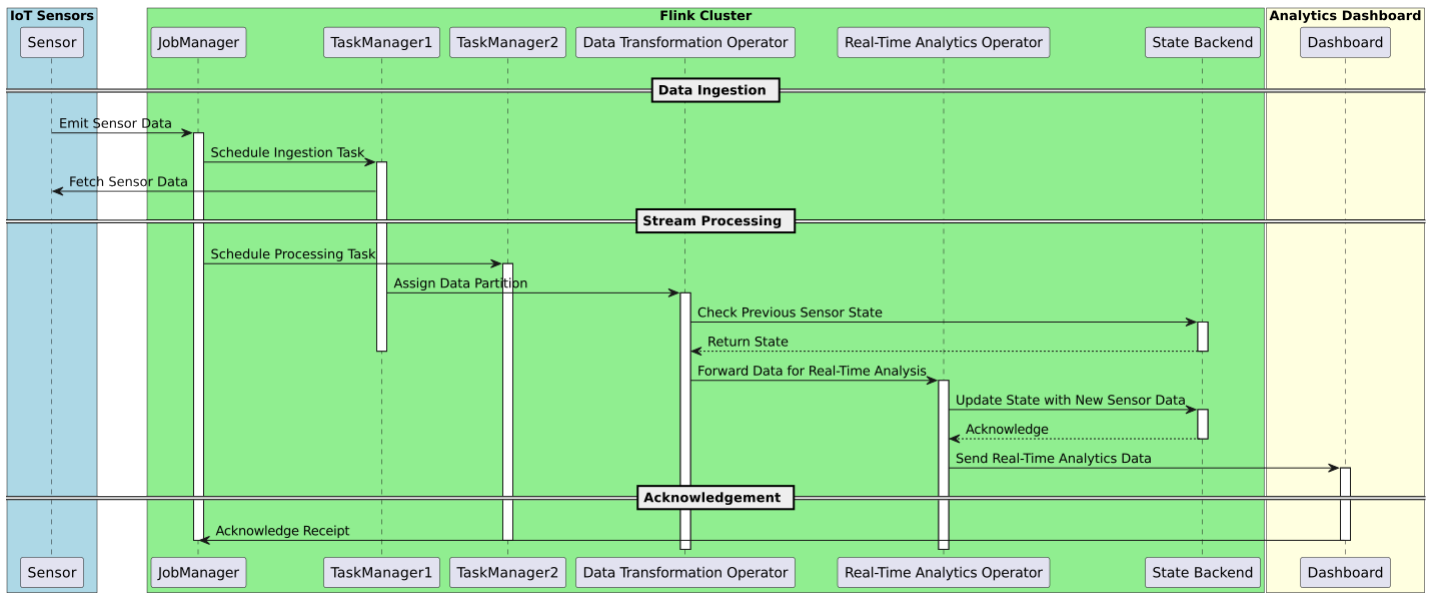 IoT Sensors
Flink Cluster
Analytics Dashboard
Sensor
JobManager
TaskManager1
TaskManager2
Data Transformation Operator
Real-Time Analytics Operator
State Backend
Dashboard
Data Ingestion
Emit Sensor Data
Schedule Ingestion Task
Fetch Sensor Data
Stream Processing
Schedule Processing Task
Assign Data Partition
Check Previous Sensor State
Return State
Forward Data for Real-Time Analysis
Update State with New Sensor Data
Acknowledge
Send Real-Time Analytics Data
Acknowledgement
Acknowledge Receipt
Sensor
JobManager
TaskManager1
TaskManager2
Data Transformation Operator
Real-Time Analytics Operator
State Backend
Dashboard